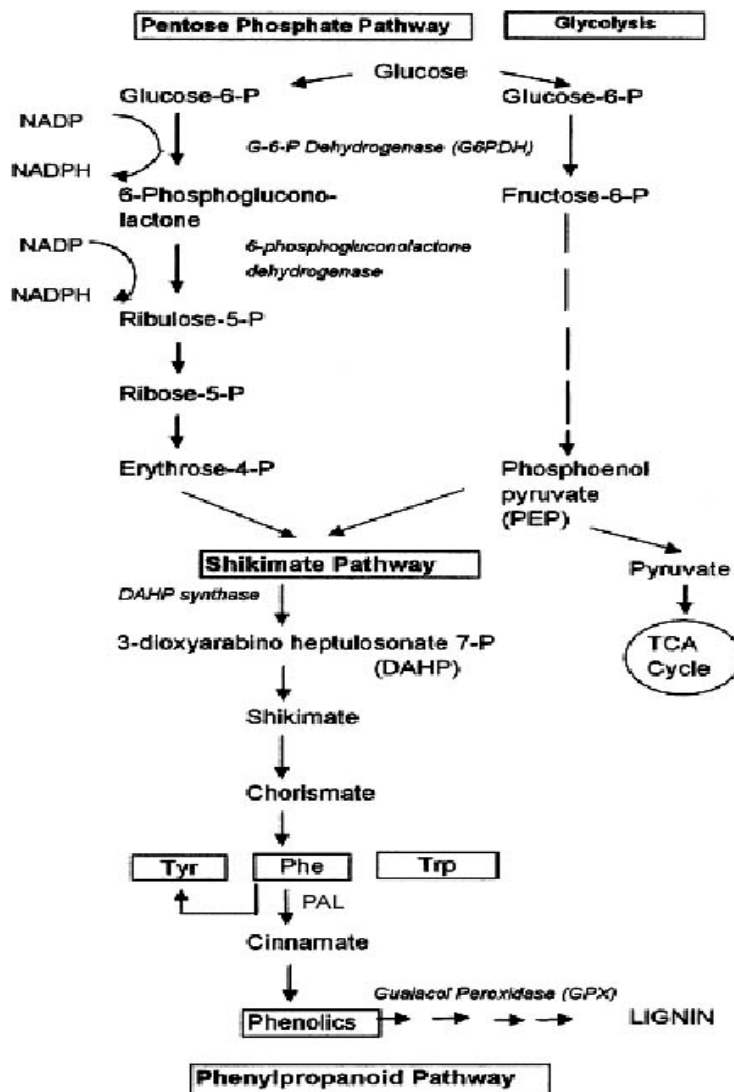 Pentose Phosphate Pathway
Glycolysis
Glucose
Glucose-6-P
Glucose-6-P
NADP
G-6-P Dehydrogenase (G6PDH)
NADPH
6-Phosphoglucono-
lactone
Fructose-6-P
NADP
6-phosphogluconolactone
dehydrogenase
NADPH
Ribulose-5-P
Ribose-5-P
Erythrose-4-P
Phosphoenol
pyruvate
(PEP)
Shikimate Pathway
Pyruvate
DAHP synthase
3-dioxyarabino heptulosonate 7-P
(DAHP)
TCA
Cycle
Shikimate
Chorismate
Tyr
Phe
Trp
PAL
Cinnamate
Guaiacol Peroxidase (GPX)
Phenolics
LIGNIN
Phenylpropanoid Pathway